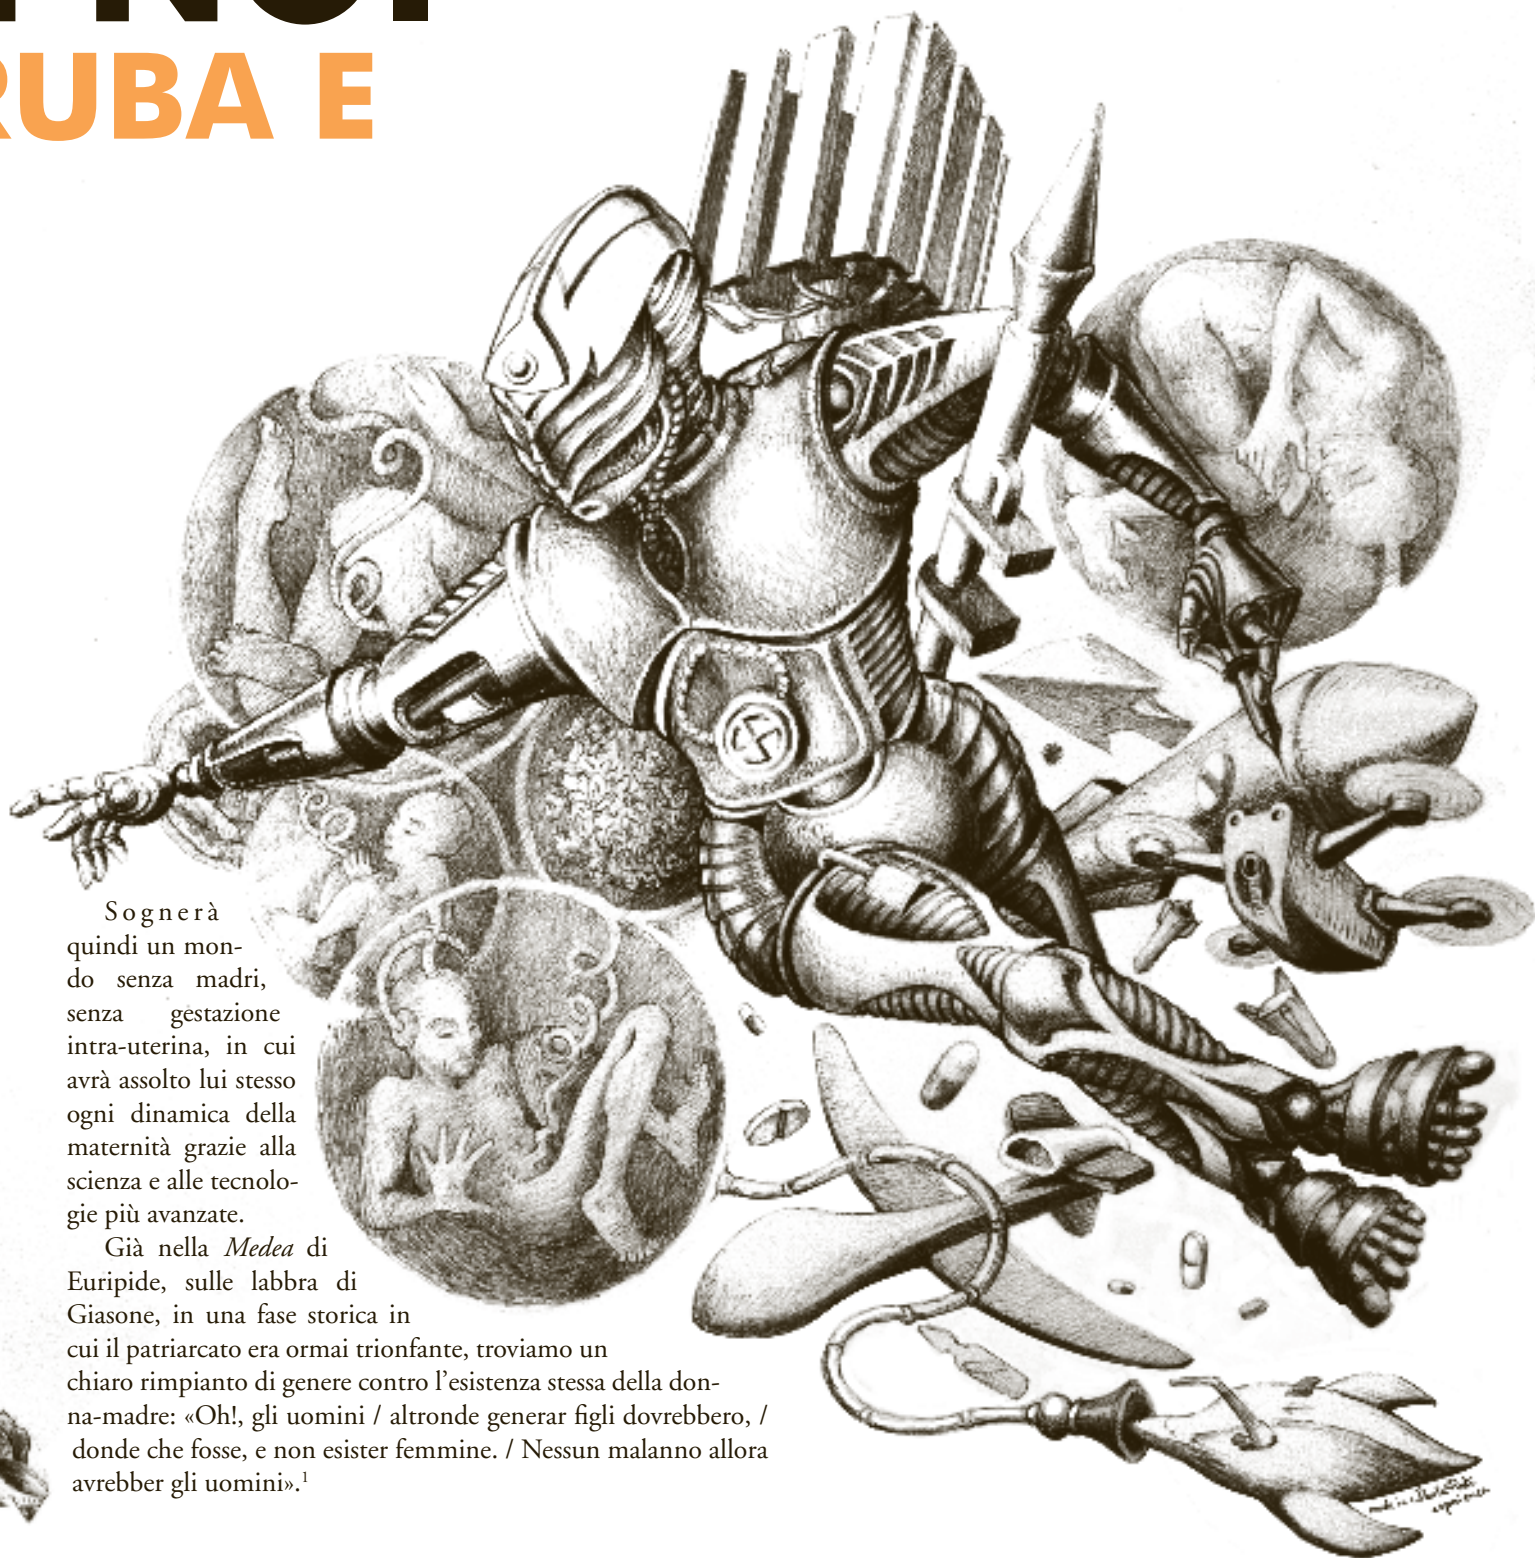 NOI
RUBA E
Sognerà
quindi un mon-
do senza madri,
senza gestazione
intra-uterina, in cui
avrà assolto lui stesso
ogni dinamica della
maternità grazie alla
scienza e alle tecnolo-
gie più avanzate.
Già nella Medea di
Euripide, sulle labbra di
Giasone, in una fase storica in
cui il patriarcato era ormai trionfante, troviamo un
chiaro rimpianto di genere contro l’esistenza stessa della don-
na-madre: «Oh!, gli uomini / altronde generar figli dovrebbero, /
donde che fosse, e non esister femmine. / Nessun malanno allora
avrebber gli uomini».1
made in